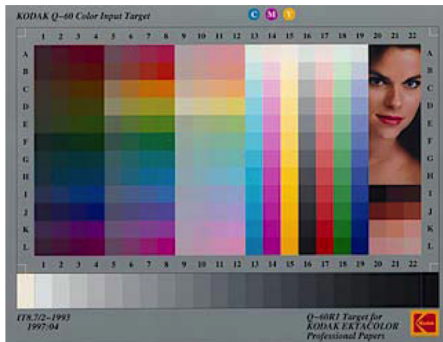 KODAK Q-60 Color Input Target
C M Y
1 2 3 4 5 6 7 8 9 10 11 12 13 14 15 16 17 18 19 20 21 22
A A
B B
C C
D D
E E
F F
G G
H H
I I
J J
K K
L L
1 2 3 4 5 6 7 8 9 10 11 12 13 14 15 16 17 18 19 20 21 22
IT8.7/2-1993
1997:04
Q-60R1 Target for
KODAK EKTACOLOR
Professional Papers
Kodak